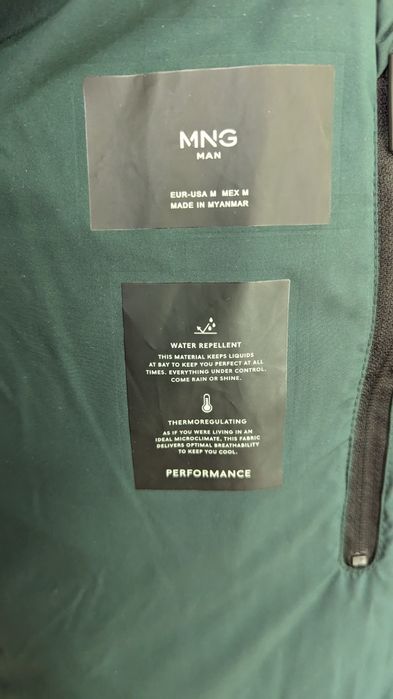 MNG
MAN
EUR-USA M MEX M
MADE IN MYANMAR
WATER REPELLENT
THIS MATERIAL KEEPS LIQUIDS
AT BAY TO KEEP YOU PERFECT AT ALL
TIMES. EVERYTHING UNDER CONTROL.
COME RAIN OR SHINE.
THERMOREGULATING
AS IF YOU WERE LIVING IN AN
IDEAL MICROCLIMATE. THIS FABRIC
DELIVERS OPTIMAL BREATHABILITY
TO KEEP YOU COOL.
PERFORMANCE